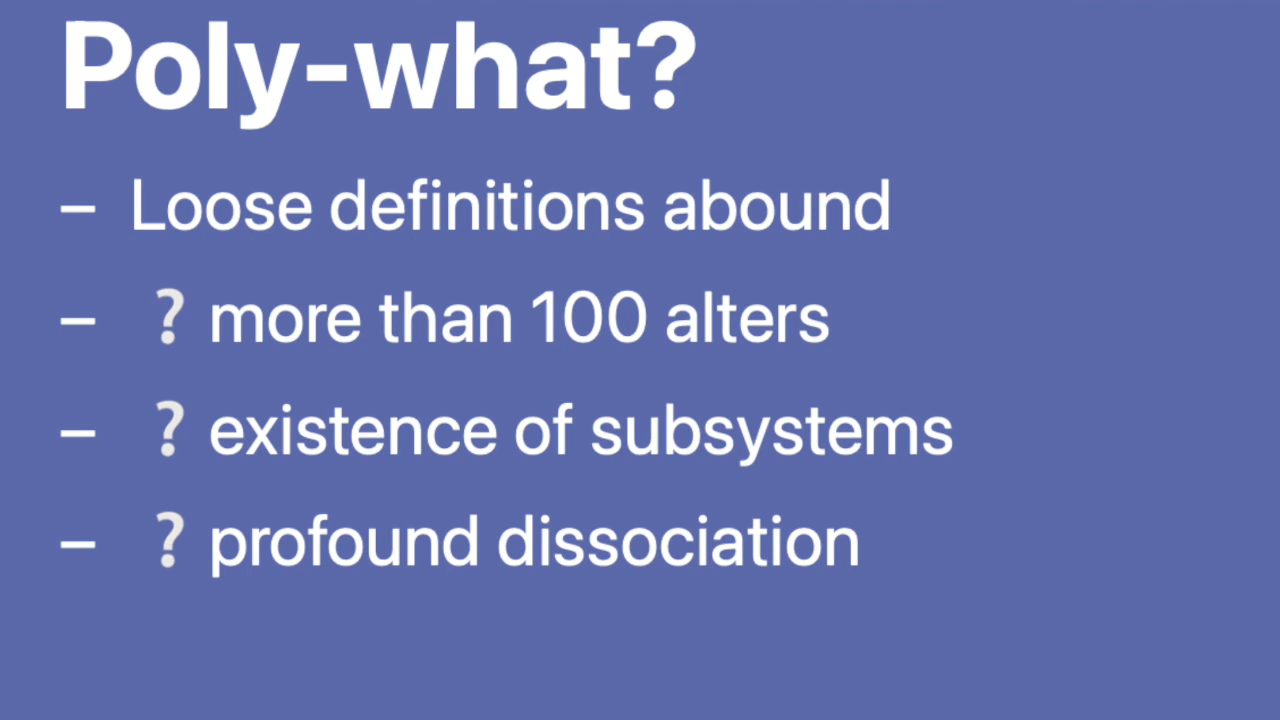 Poly-what?
– Loose definitions abound
– ❔ more than 100 alters
– ❔ existence of subsystems
– ❔ profound dissociation